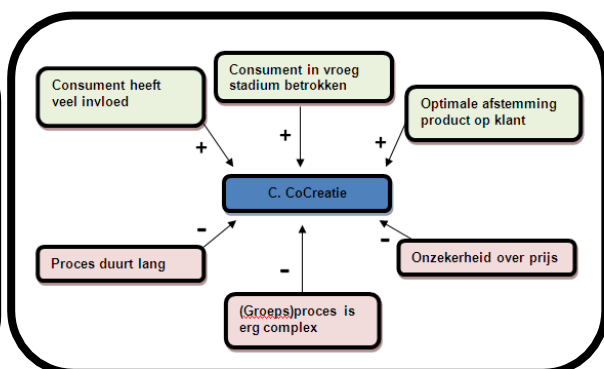 Consument heeft
veel invloed
Consument in vroeg
stadium betrokken
Optimale afstemming
product op klant
+
+
+
C. CoCreatie
-
-
-
Proces duurt lang
Onzekerheid over prijs
(Groeps)proces is
erg complex